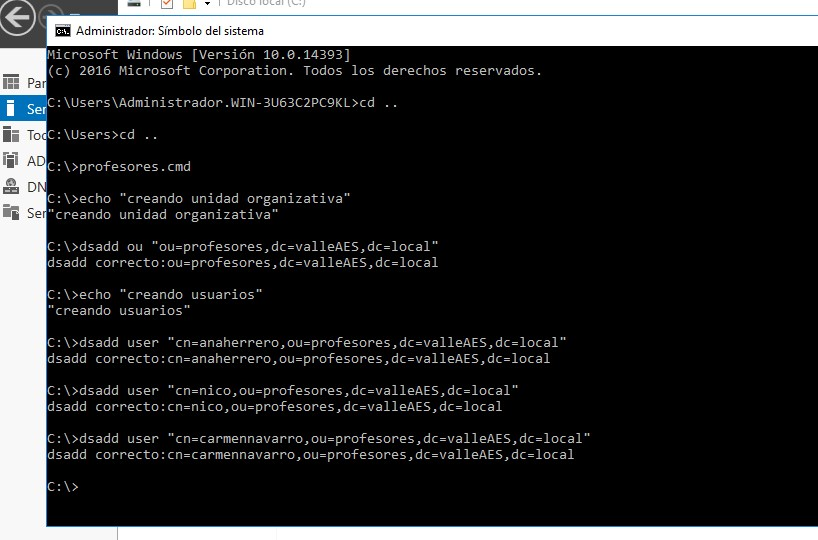 Disco local (C:)
Administrador: Símbolo del sistema
Microsoft Windows [Versión 10.0.14393]
(c) 2016 Microsoft Corporation. Todos los derechos reservados.
C:\Users\Administrador.WIN-3U63C2PC9KL>cd ..
C:\Users>cd ..
C:\>profesores.cmd
C:\>echo "creando unidad organizativa"
"creando unidad organizativa"
C:\>dsadd ou "ou=profesores,dc=valleAES,dc=local"
dsadd correcto:ou=profesores,dc=valleAES,dc=local
C:\>echo "creando usuarios"
"creando usuarios"
C:\>dsadd user "cn=anaherrero,ou=profesores,dc=valleAES,dc=local"
dsadd correcto:cn=anaherrero,ou=profesores,dc=valleAES,dc=local
C:\>dsadd user "cn=nico,ou=profesores,dc=valleAES,dc=local"
dsadd correcto:cn=nico,ou=profesores,dc=valleAES,dc=local
C:\>dsadd user "cn=carmennavarro,ou=profesores,dc=valleAES,dc=local"
dsadd correcto:cn=carmennavarro,ou=profesores,dc=valleAES,dc=local
C:\>
Par
Ser
Tod
AD
DN
Ser